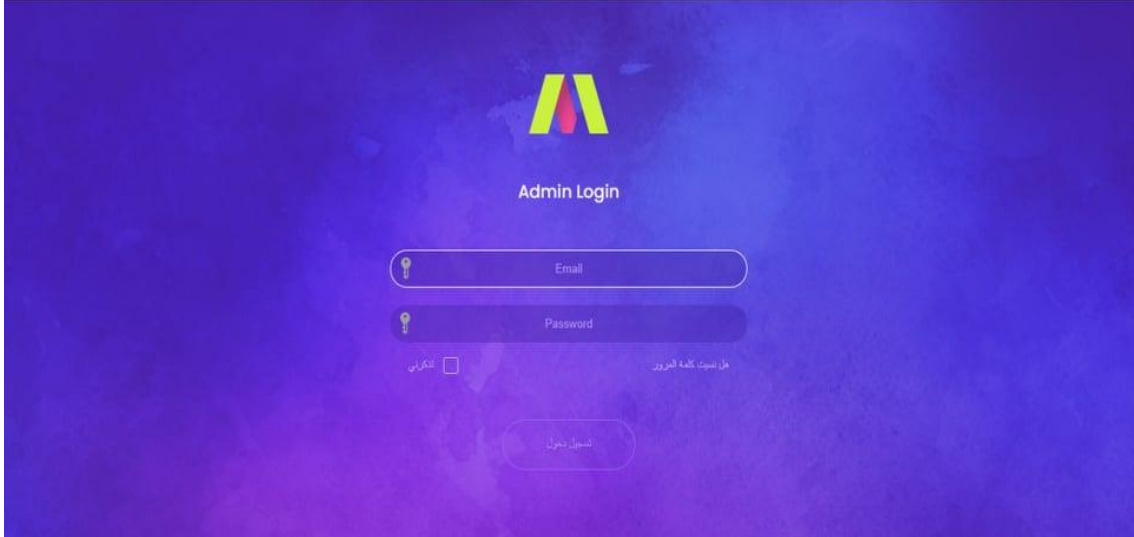 Admin Login
Email
Password
هل نسيت كلمة المرور
تذكرني
تسجيل دخول